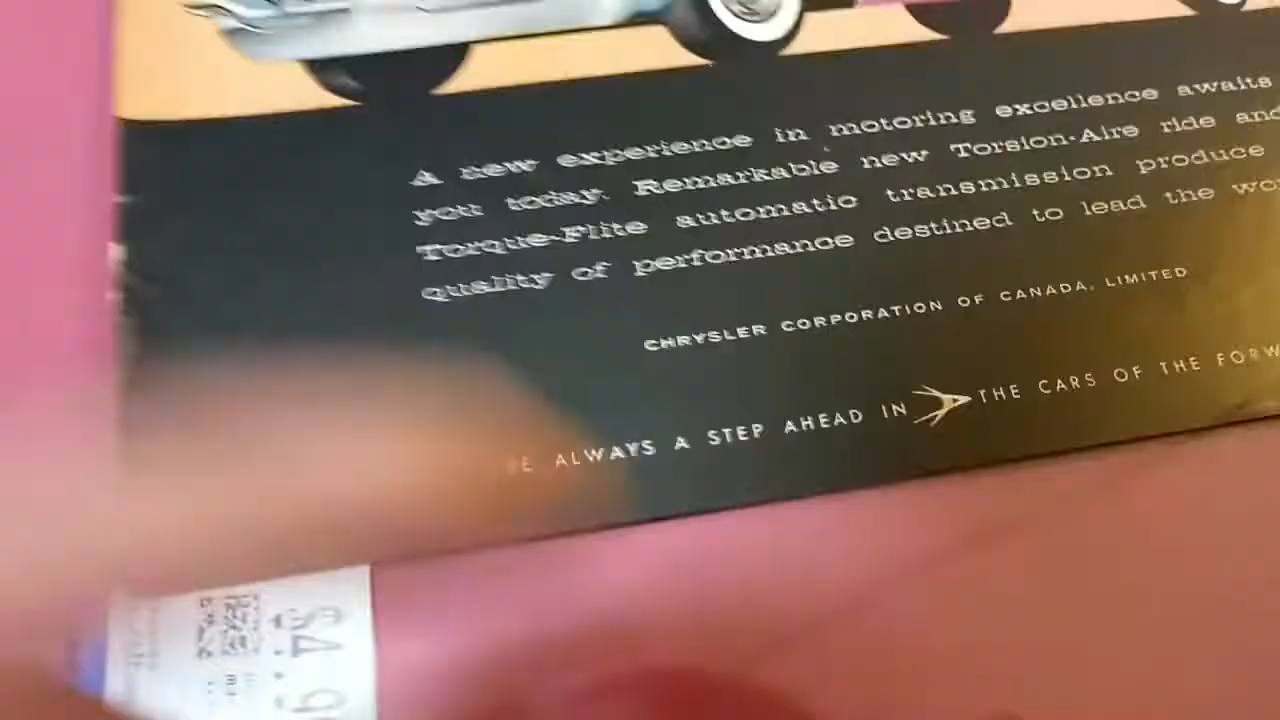 A new experience in motoring excellence awaits
you today. Remarkable new Torsion-Aire ride and
Torque-Flite automatic transmission produce
quality of performance destined to lead the
CHRYSLER CORPORATION OF CANADA, LIMITED
ALWAYS A STEP AHEAD IN THE CARS OF THE
$4.9